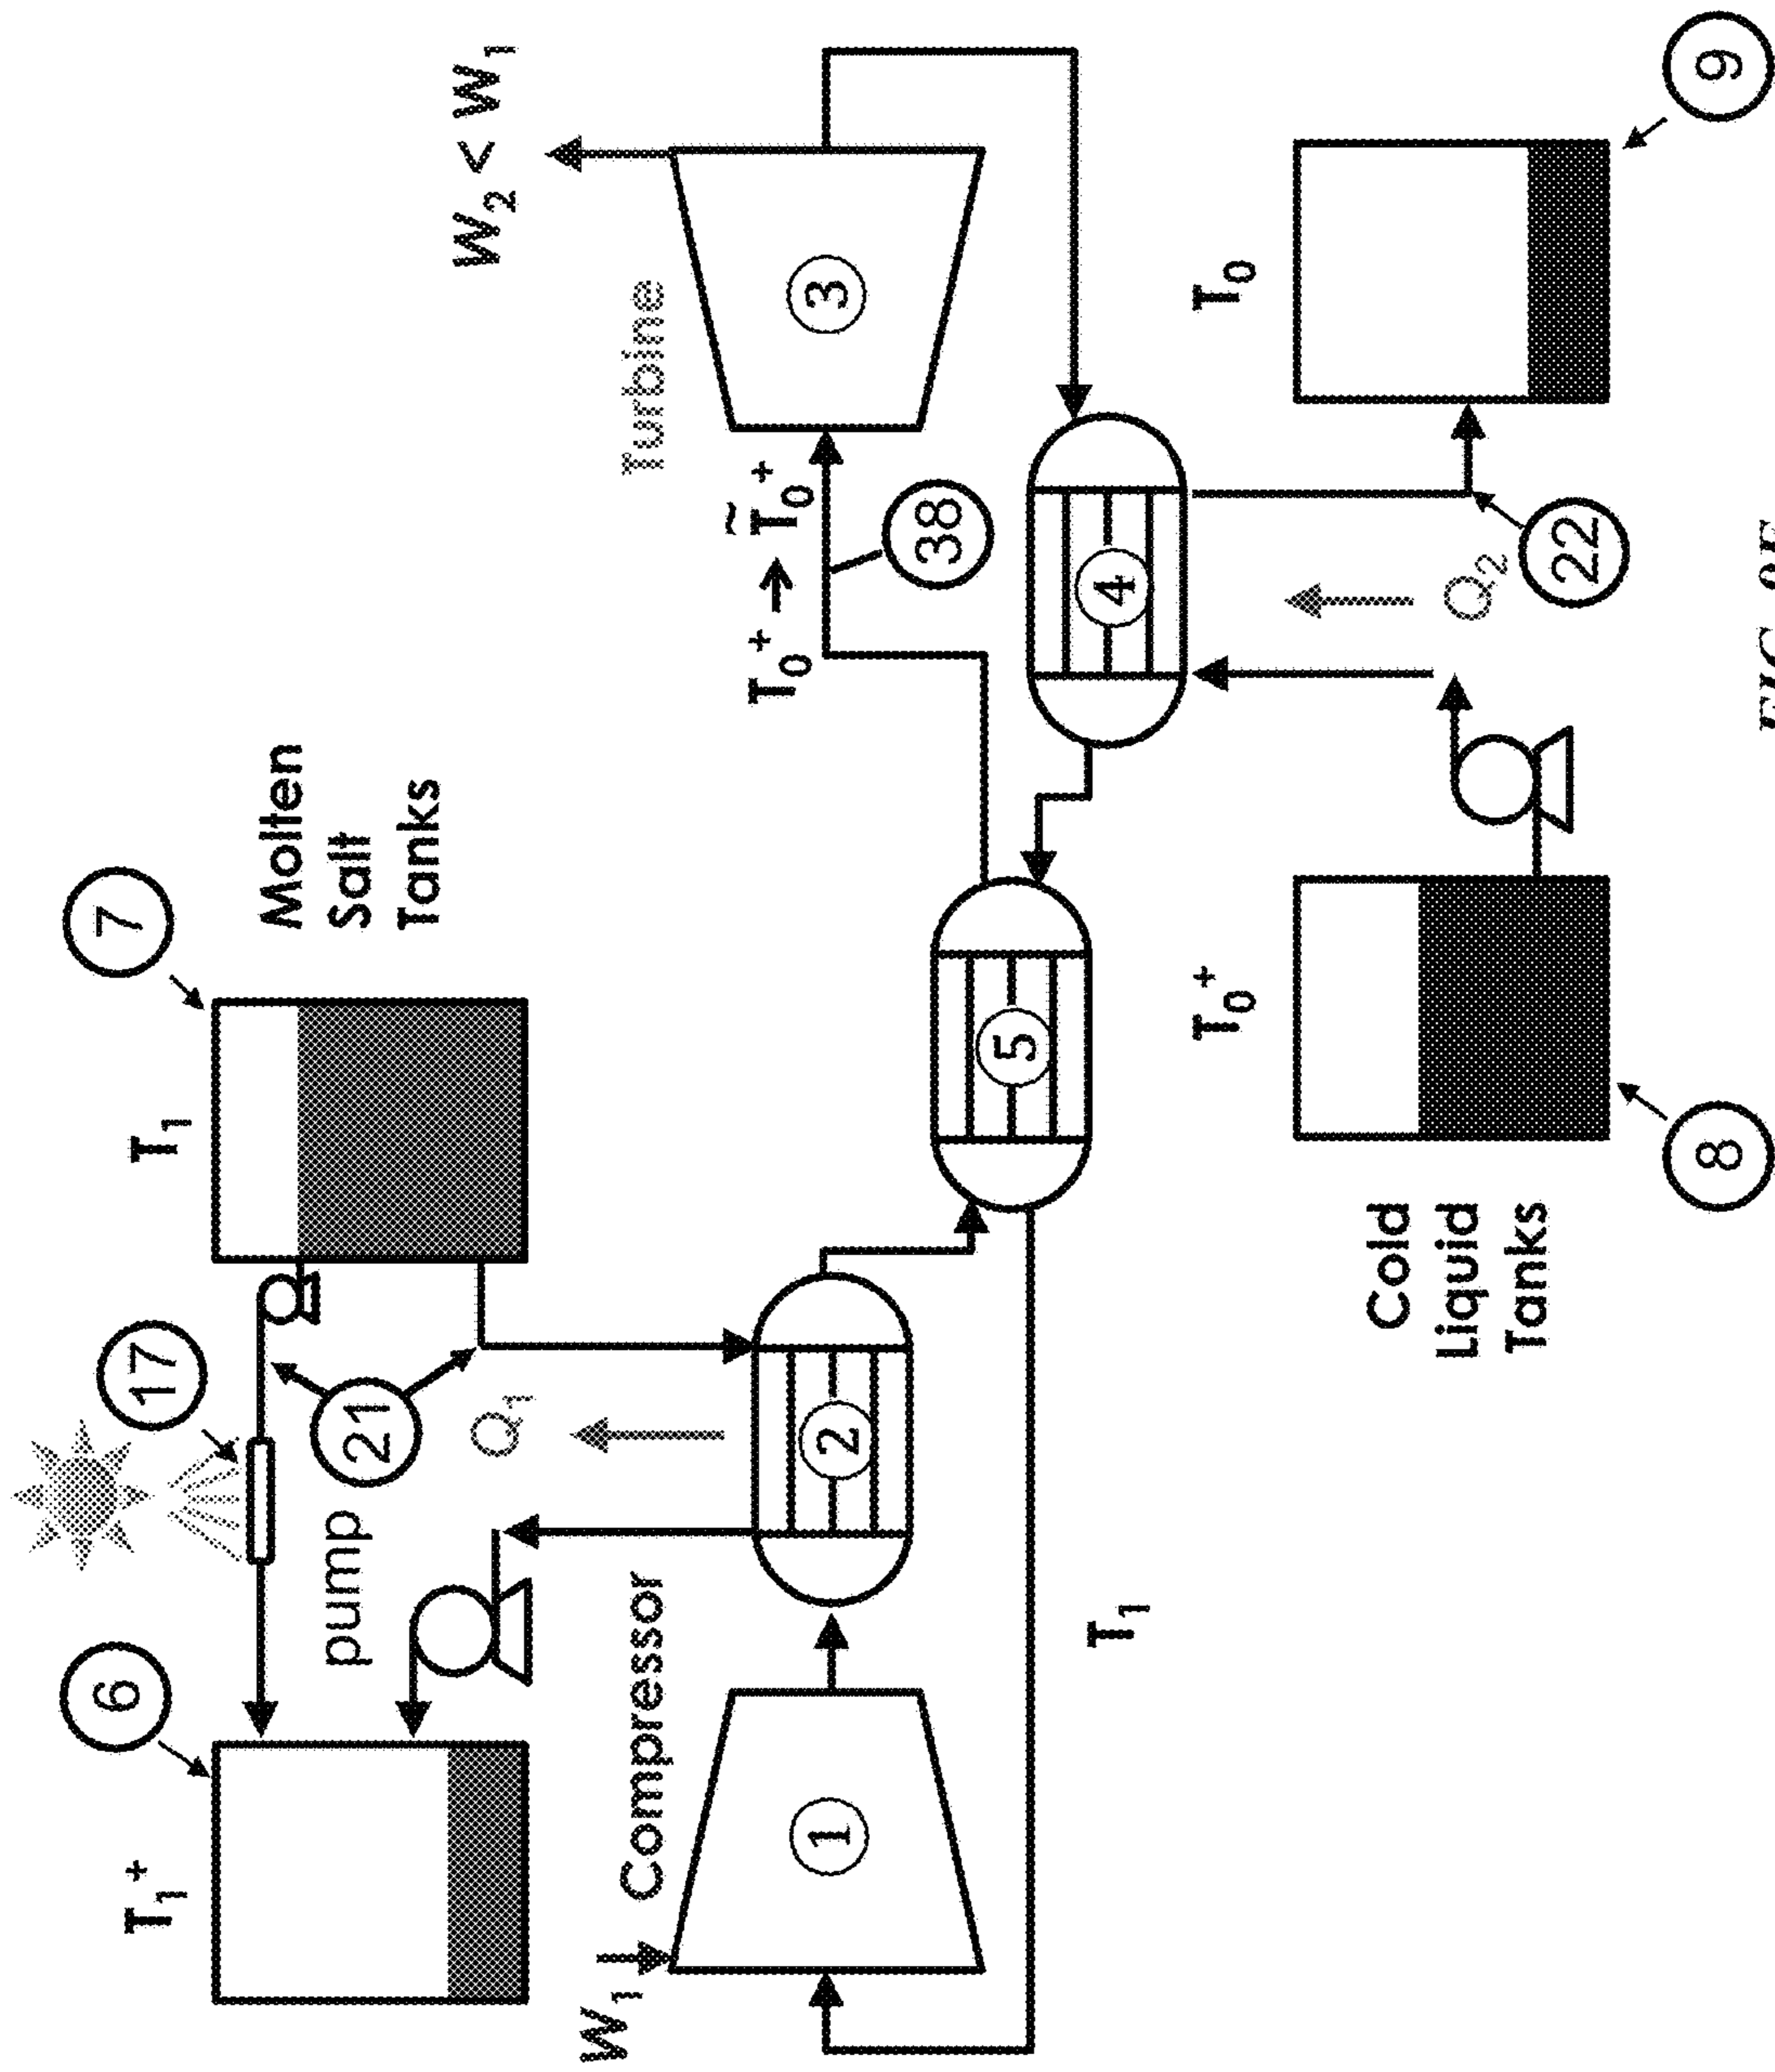 6
17
7
T₁⁺
T₁
pump
21
Molten
Salt
Tanks
Q₁
W₁
Compressor
Turbine
W₂ < W₁
1
2
T₀⁺ → T̃₀⁺
3
38
5
4
T₁
T₀⁺
T₀
Q₂
22
Cold
Liquid
Tanks
8
9